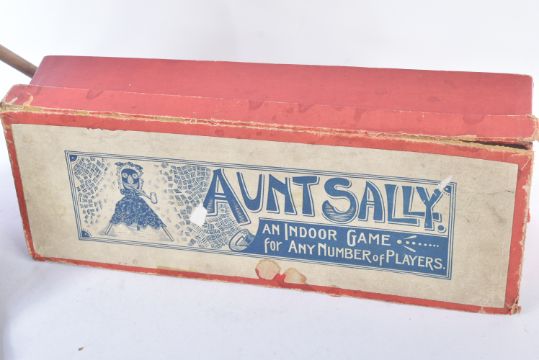 AUNT SALLY.
AN INDOOR GAME
FOR ANY NUMBER OF PLAYERS.